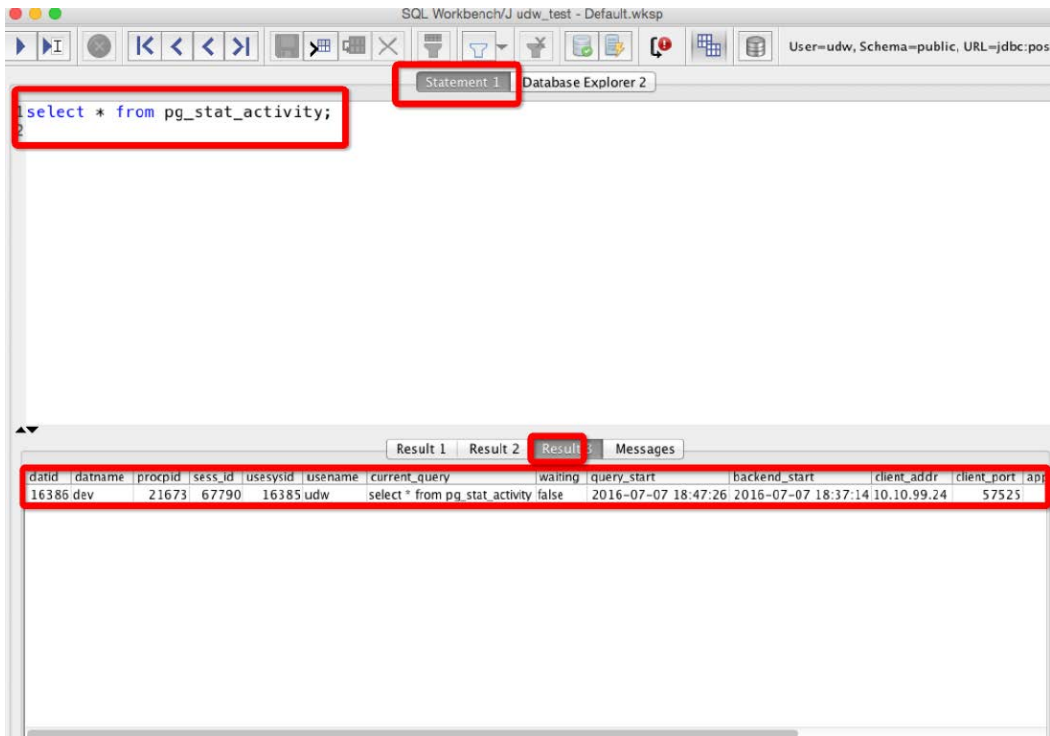 SQL Workbench/J udw_test - Default.wksp
User=udw, Schema=public, URL=jdbc:pos
Statement 1 Database Explorer 2
1 select * from pg_stat_activity;
2
Result 1 Result 2 Result 3 Messages
datid datname procpid sess_id usesysid usename current_query waiting query_start backend_start client_addr client_port app
16386 dev 21673 67790 16385 udw select * from pg_stat_activity false 2016-07-07 18:47:26 2016-07-07 18:37:14 10.10.99.24 57525